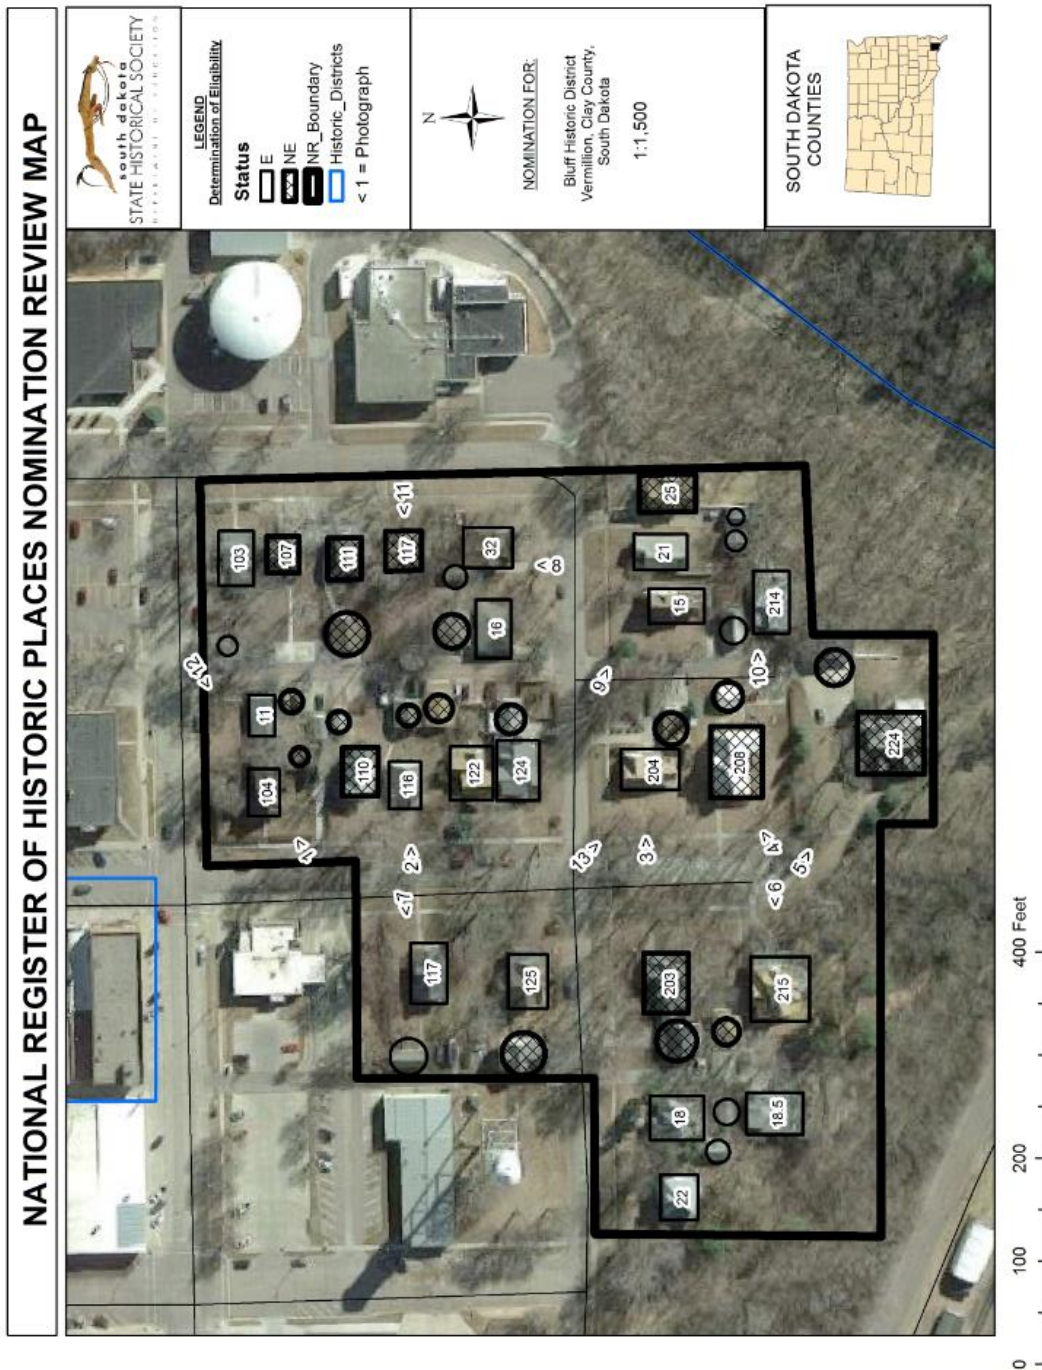 NATIONAL REGISTER OF HISTORIC PLACES NOMINATION REVIEW MAP
south dakota
STATE HISTORICAL SOCIETY
LEGEND
Determination of Eligibility
Status
E
NE
NR_Boundary
Historic_Districts
< 1 = Photograph
N
NOMINATION FOR:
Bluff Historic District
Vermillion, Clay County,
South Dakota
1:1,500
SOUTH DAKOTA
COUNTIES
103
107
111
117
<11
32
16
<8
<12
11
104
110
116
122
124
1>
2>
<7
117
125
25
21
15
214
9>
10>
204
208
224
13>
3>
4>
5>
<6
203
215
18
18.5
22
0
100
200
400 Feet